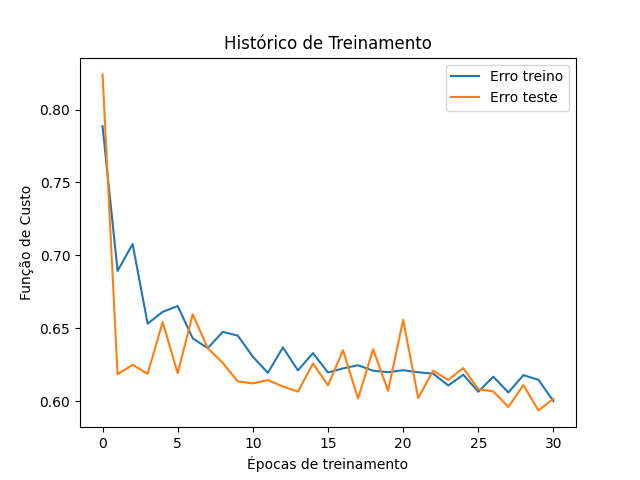 Histórico de Treinamento
Erro treino
Erro teste
Função de Custo
0.80
0.75
0.70
0.65
0.60
0 5 10 15 20 25 30
Épocas de treinamento